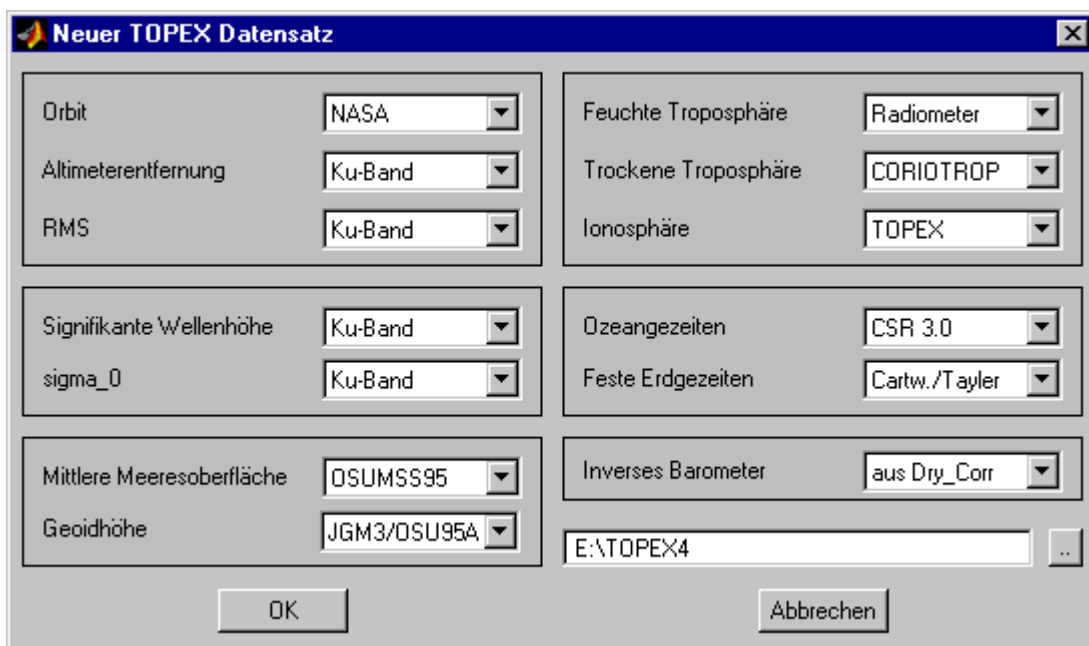 Neuer TOPEX Datensatz
Orbit NASA
Altimeterentfernung Ku-Band
RMS Ku-Band
Signifikante Wellenhöhe Ku-Band
sigma_0 Ku-Band
Mittlere Meeresoberfläche OSUMSS95
Geoidhöhe JGM3/OSU95A
Feuchte Troposphäre Radiometer
Trockene Troposphäre CORIOTROP
Ionosphäre TOPEX
Ozeangezeiten CSR 3.0
Feste Erdgezeiten Cartw./Tayler
Inverses Barometer aus Dry_Corr
E:\TOPEX4 ..
OK Abbrechen